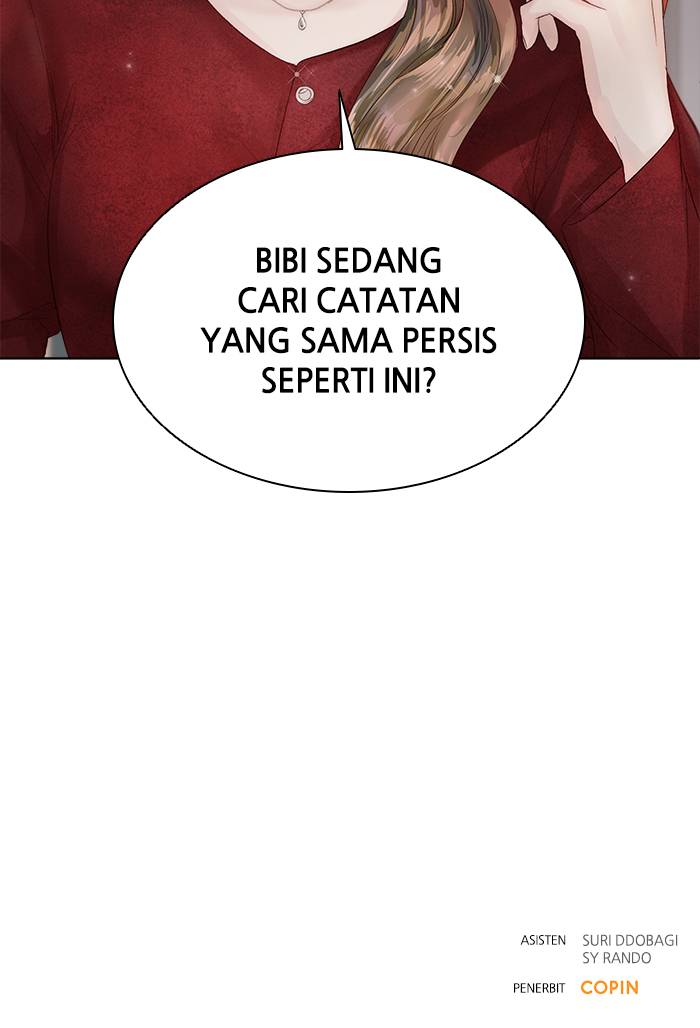 BIBI SEDANG
CARI CATATAN
YANG SAMA PERSIS
SEPERTI INI?
ASISTEN SURI DDOBAGI
SY RANDO
PENERBIT COPIN